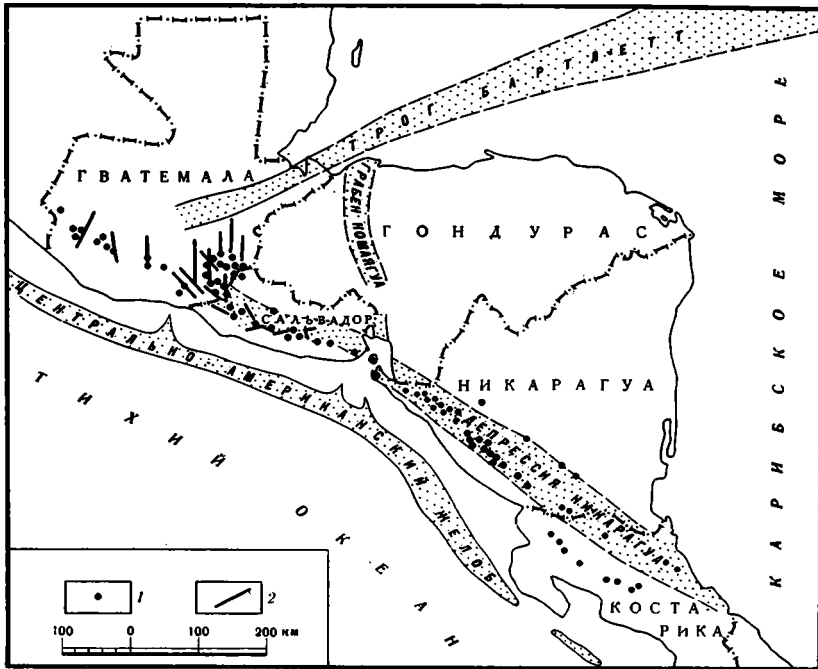 ТРОГ БАРТЛЕТТ
ГВАТЕМАЛА
ГРАБЕН КОМАЯГУА
ГОНДУРАС
КАРИБСКОЕ МОРЕ
САЛЬВАДОР
ЦЕНТРАЛЬНО-АМЕРИКАНСКИЙ ЖЕЛОБ
НИКАРАГУА
ДЕПРЕССИЯ НИКАРАГУА
ТИХИЙ ОКЕАН
КОСТА-
РИКА
1 2
100 0 100 200 км